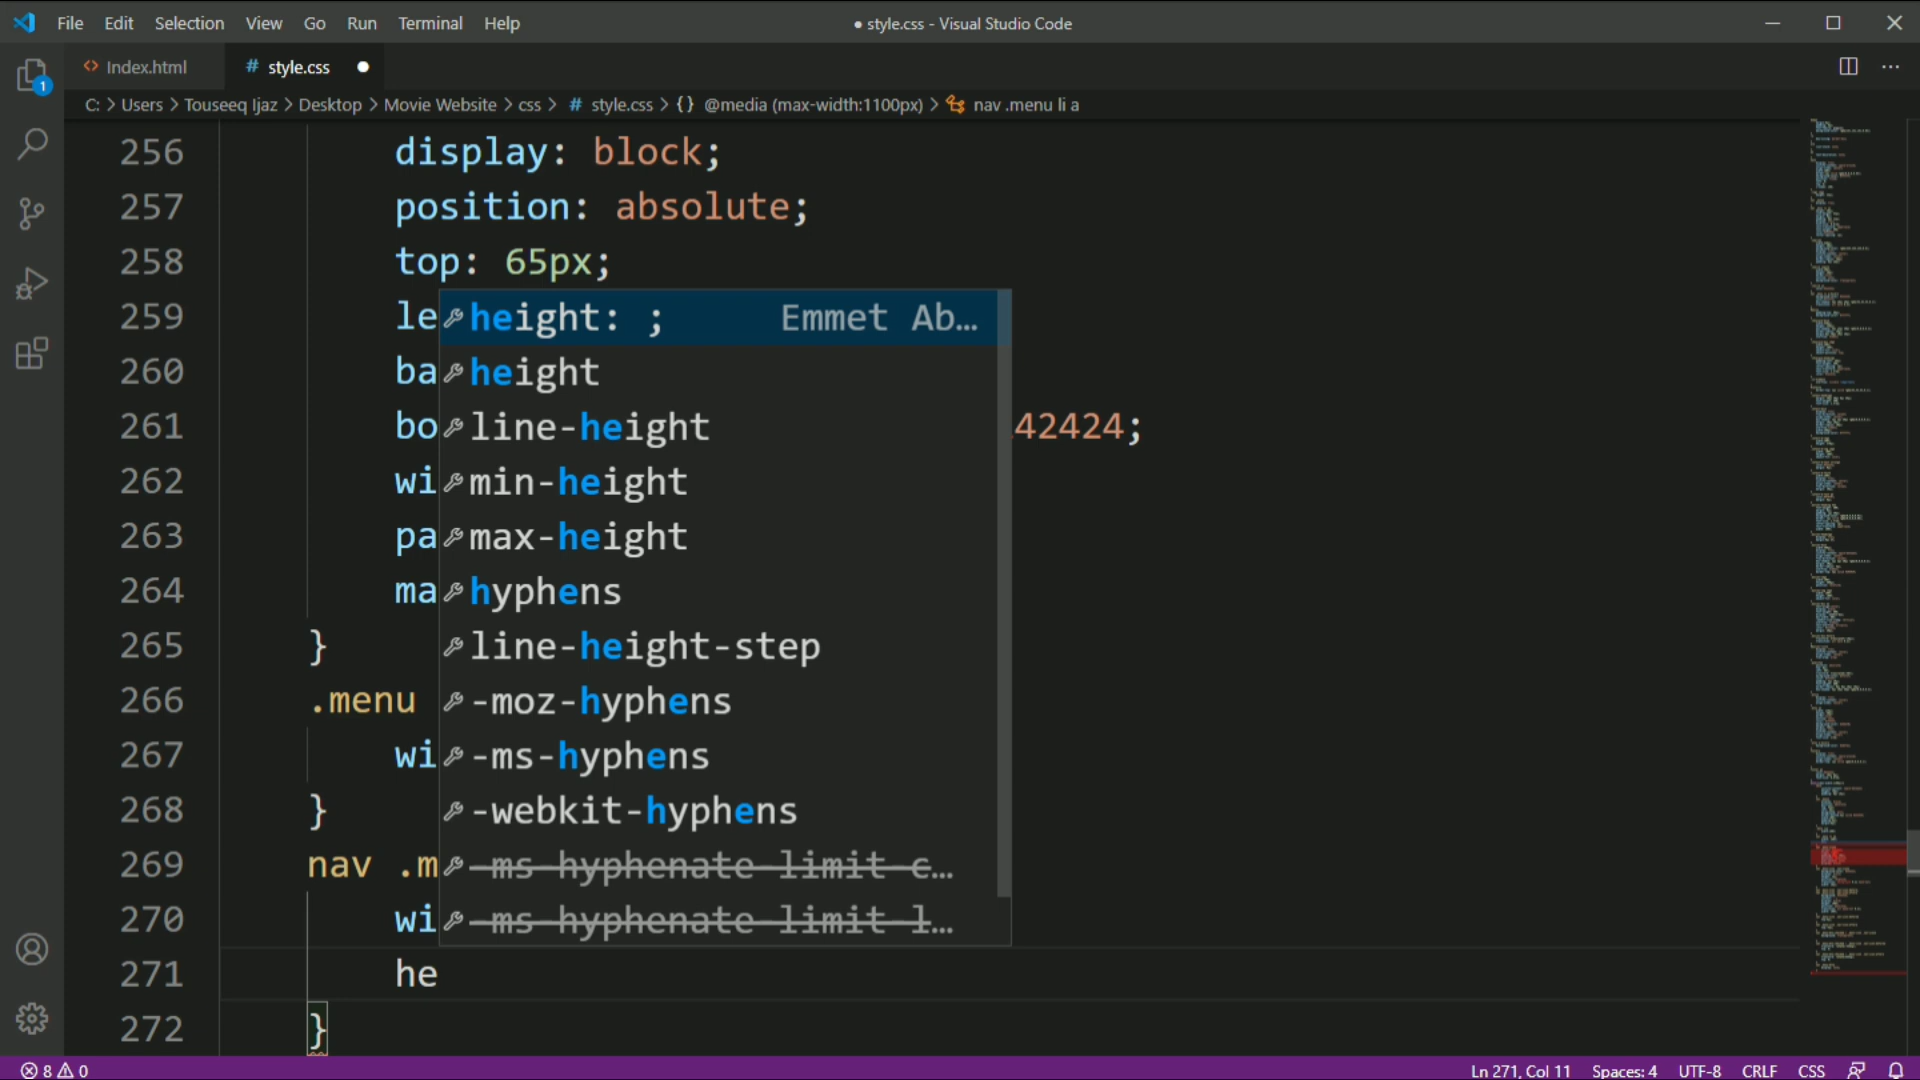 File Edit Selection View Go Run Terminal Help
● style.css - Visual Studio Code
1
<> Index.html
# style.css ●
C: > Users > Touseeq Ijaz > Desktop > Movie Website > css > # style.css > {} @media (max-width:1100px) > nav .menu li a
256 display: block;
257 position: absolute;
258 top: 65px;
259 le
260 ba
261 bo 42424;
262 wi
263 pa
264 ma
265 }
266 .menu
267 wi
268 }
269 nav .m
270 wi
271 he
272 }
height: ; Emmet Ab…
height
line-height
min-height
max-height
hyphens
line-height-step
-moz-hyphens
-ms-hyphens
-webkit-hyphens
-ms-hyphenate-limit-c…
-ms-hyphenate-limit-l…
8 0
Ln 271, Col 11 Spaces: 4 UTF-8 CRLF CSS